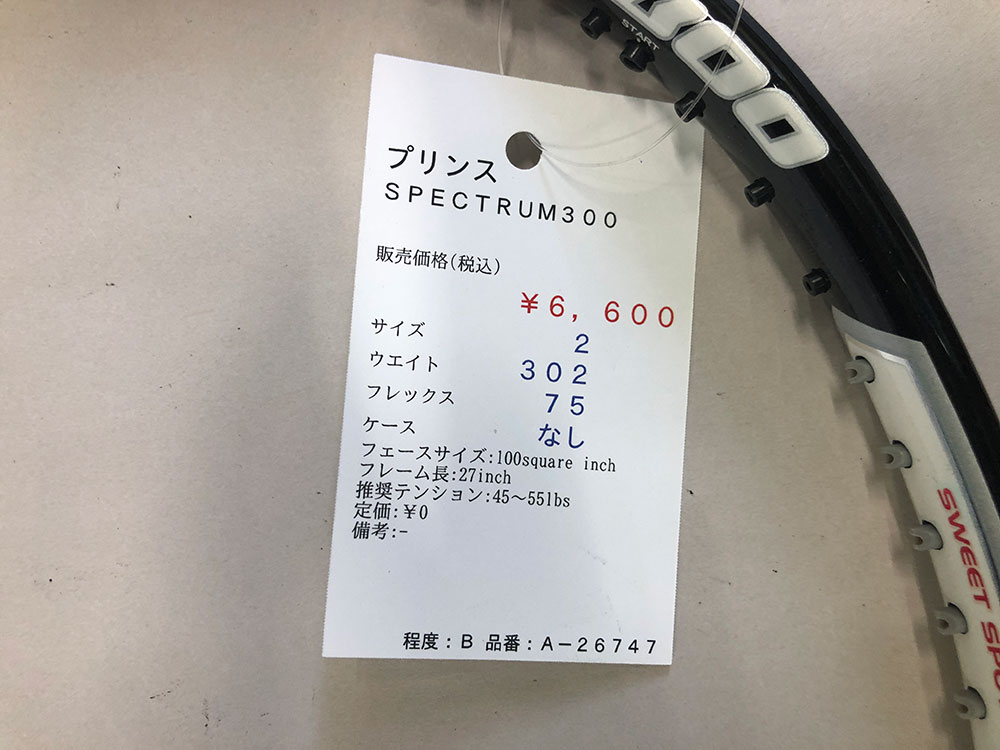 START
300
プリンス
SPECTRUM300
販売価格(税込)
￥6,600
サイズ 2
ウエイト 302
フレックス 75
ケース なし
フェースサイズ:100square inch
フレーム長:27inch
推奨テンション:45～55lbs
定価:￥0
備考:-
程度:B 品番:A－26747
SWEET